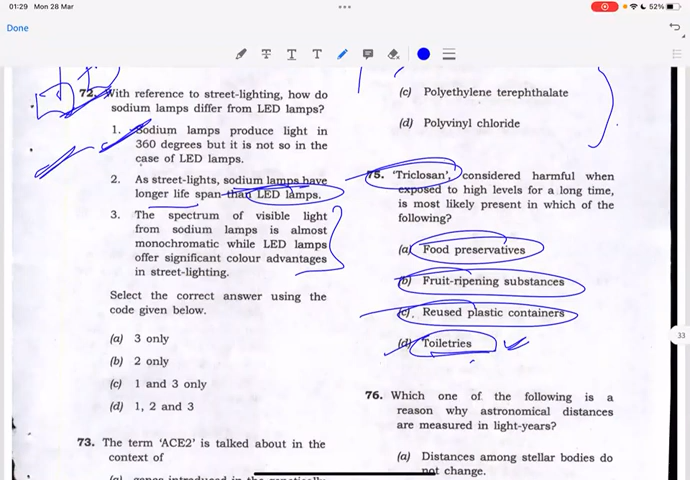 01:29 Mon 28 Mar
52%
Done
72. With reference to street-lighting, how do
sodium lamps differ from LED lamps?
1. Sodium lamps produce light in
360 degrees but it is not so in the
case of LED lamps.
2. As street-lights, sodium lamps have
longer life span than LED lamps.
3. The spectrum of visible light
from sodium lamps is almost
monochromatic while LED lamps
offer significant colour advantages
in street-lighting.
Select the correct answer using the
code given below.
(a) 3 only
(b) 2 only
(c) 1 and 3 only
(d) 1, 2 and 3
73. The term 'ACE2' is talked about in the
context of
(c) Polyethylene terephthalate
(d) Polyvinyl chloride
75. 'Triclosan', considered harmful when
exposed to high levels for a long time,
is most likely present in which of the
following?
(a) Food preservatives
(b) Fruit-ripening substances
(c) Reused plastic containers
(d) Toiletries
76. Which one of the following is a
reason why astronomical distances
are measured in light-years?
(a) Distances among stellar bodies do
not change.
33